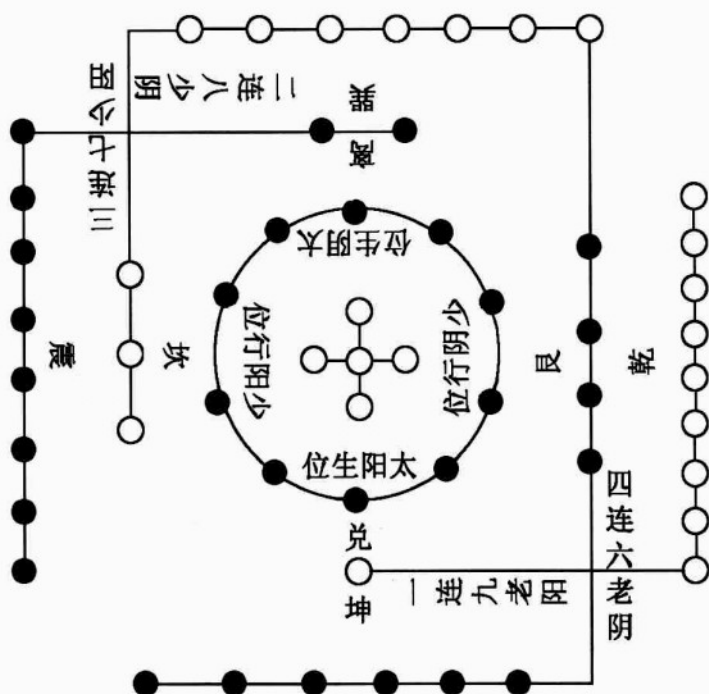 二连八少阴
三连七少阳
巽
离
位生阴太
位行阳少
位行阴少
位生阳太
震
坎
艮
乾
兑
坤
一连九老阳
四连六老阴